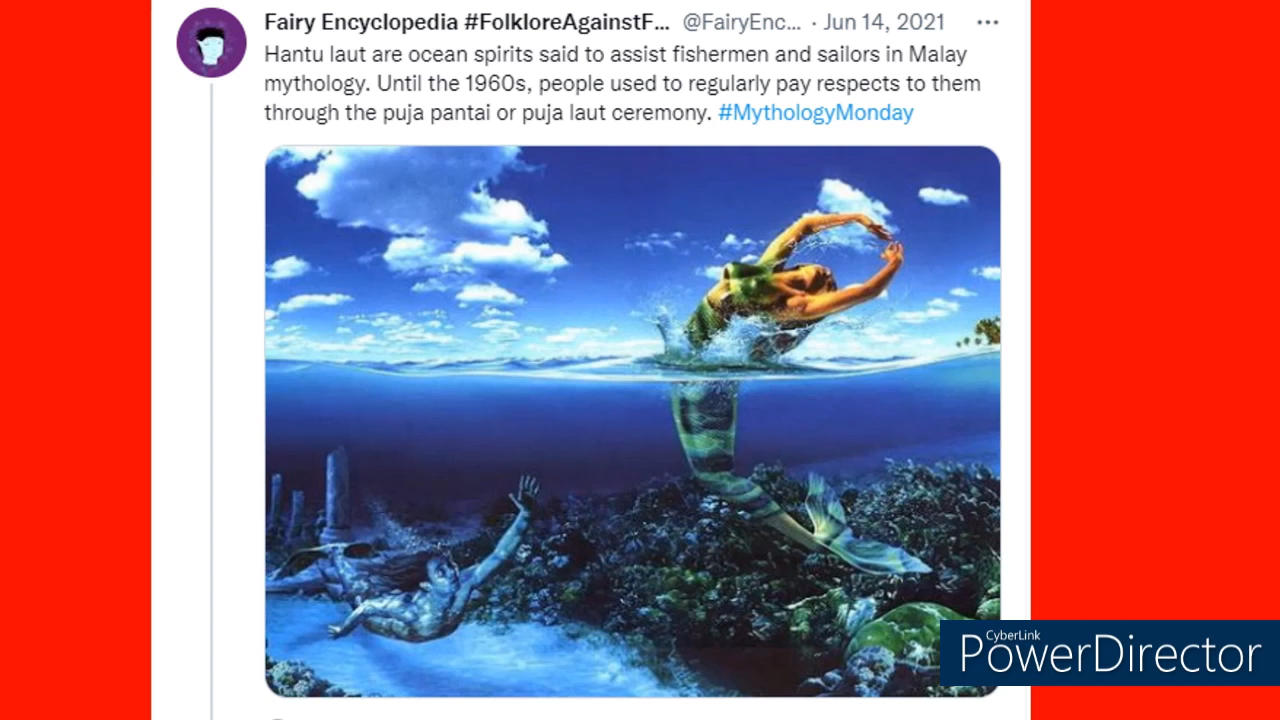 Fairy Encyclopedia #FolkloreAgainstF... @FairyEnc... · Jun 14, 2021
Hantu laut are ocean spirits said to assist fishermen and sailors in Malay
mythology. Until the 1960s, people used to regularly pay respects to them
through the puja pantai or puja laut ceremony. #MythologyMonday
CyberLink
PowerDirector